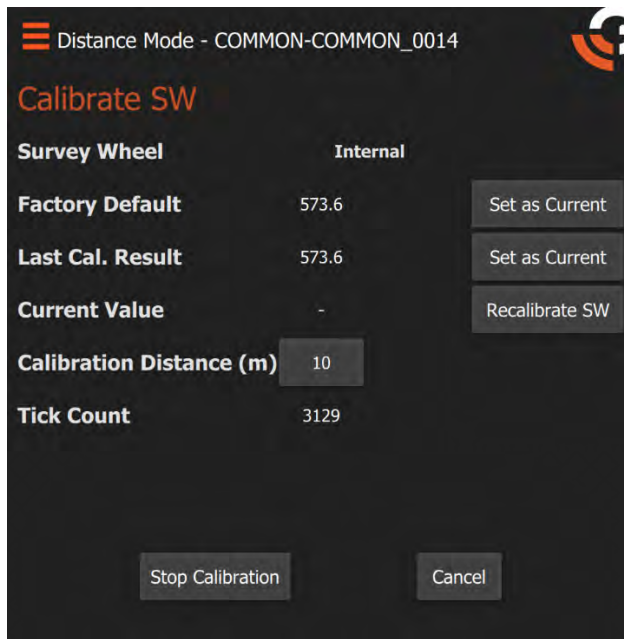 Distance Mode - COMMON-COMMON_0014
Calibrate SW
Survey Wheel Internal
Factory Default 573.6 Set as Current
Last Cal. Result 573.6 Set as Current
Current Value - Recalibrate SW
Calibration Distance (m) 10
Tick Count 3129
Stop Calibration Cancel